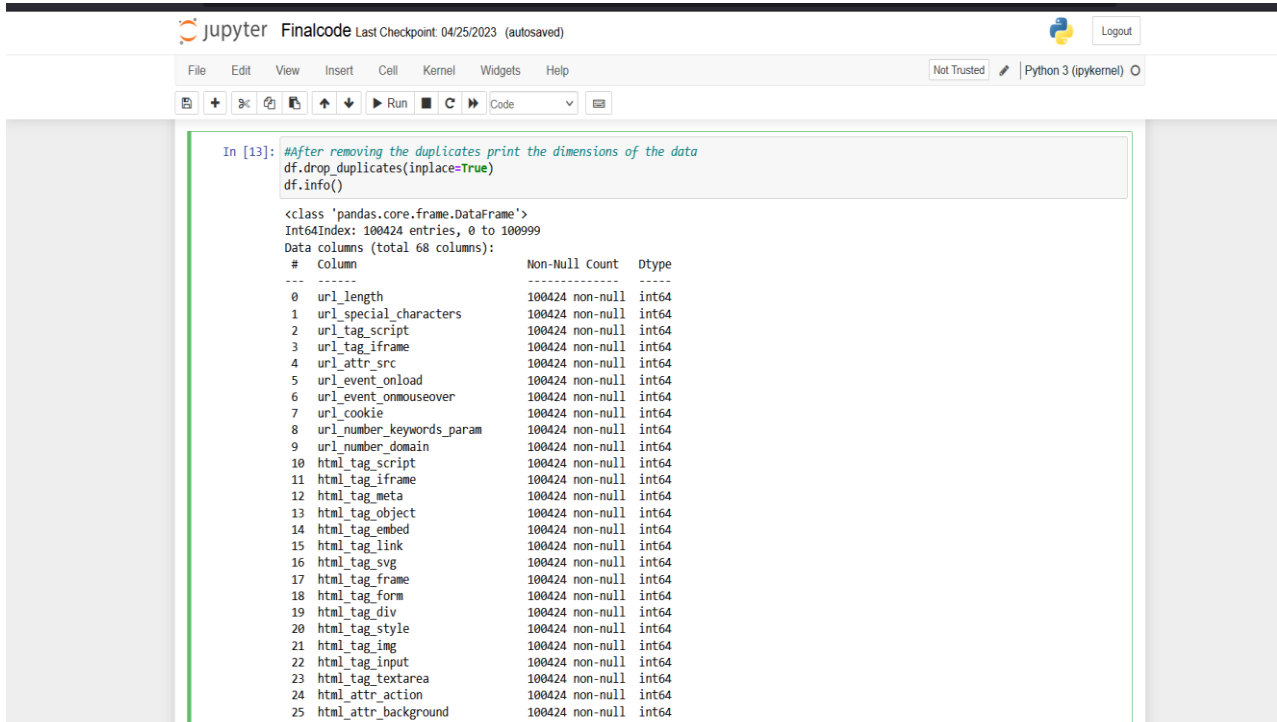 jupyter Finalcode Last Checkpoint: 04/25/2023 (autosaved) Logout
File Edit View Insert Cell Kernel Widgets Help Not Trusted Python 3 (ipykernel)
Run Code
In [13]: #After removing the duplicates print the dimensions of the data
df.drop_duplicates(inplace=True)
df.info()
<class 'pandas.core.frame.DataFrame'>
Int64Index: 100424 entries, 0 to 100999
Data columns (total 68 columns):
# Column Non-Null Count Dtype
--- ------ -------------- -----
0 url_length 100424 non-null int64
1 url_special_characters 100424 non-null int64
2 url_tag_script 100424 non-null int64
3 url_tag_iframe 100424 non-null int64
4 url_attr_src 100424 non-null int64
5 url_event_onload 100424 non-null int64
6 url_event_onmouseover 100424 non-null int64
7 url_cookie 100424 non-null int64
8 url_number_keywords_param 100424 non-null int64
9 url_number_domain 100424 non-null int64
10 html_tag_script 100424 non-null int64
11 html_tag_iframe 100424 non-null int64
12 html_tag_meta 100424 non-null int64
13 html_tag_object 100424 non-null int64
14 html_tag_embed 100424 non-null int64
15 html_tag_link 100424 non-null int64
16 html_tag_svg 100424 non-null int64
17 html_tag_frame 100424 non-null int64
18 html_tag_form 100424 non-null int64
19 html_tag_div 100424 non-null int64
20 html_tag_style 100424 non-null int64
21 html_tag_img 100424 non-null int64
22 html_tag_input 100424 non-null int64
23 html_tag_textarea 100424 non-null int64
24 html_attr_action 100424 non-null int64
25 html_attr_background 100424 non-null int64